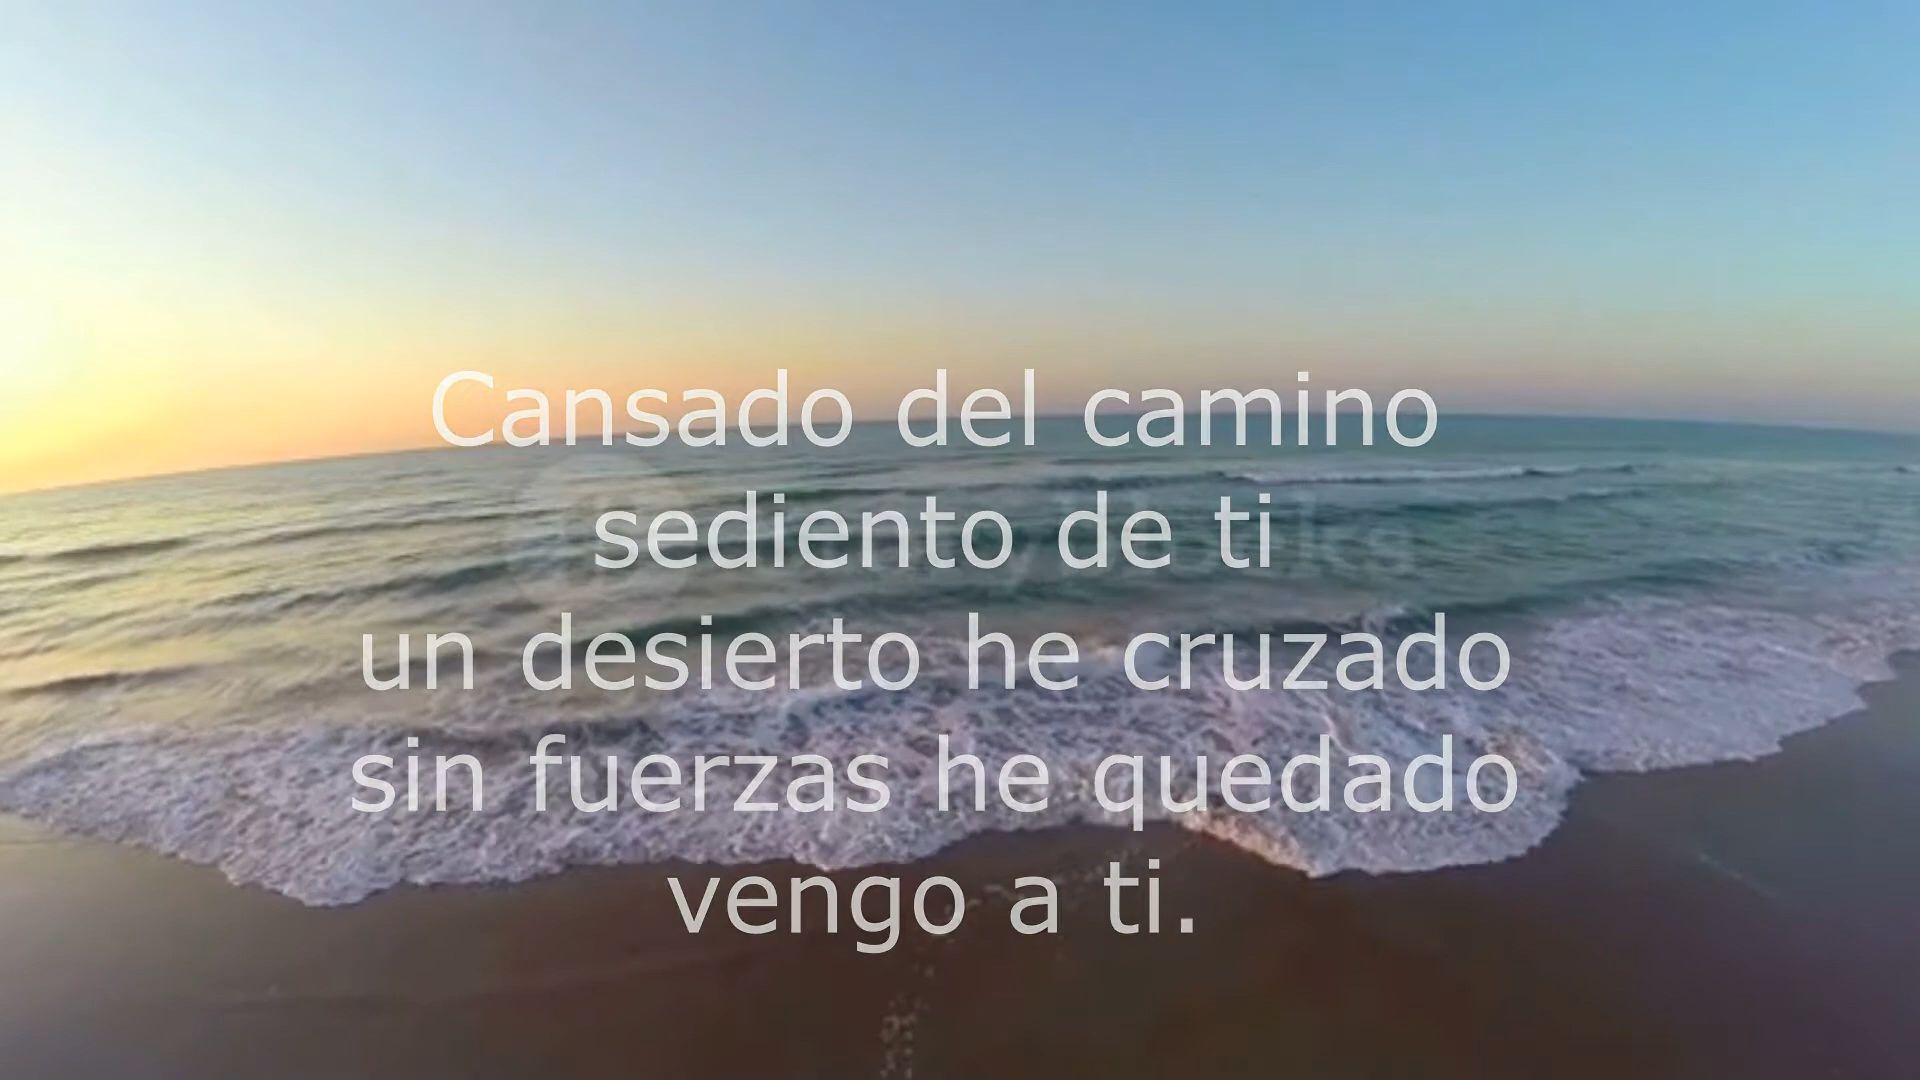 Cansado del camino
sediento de ti
un desierto he cruzado
sin fuerzas he quedado
vengo a ti.